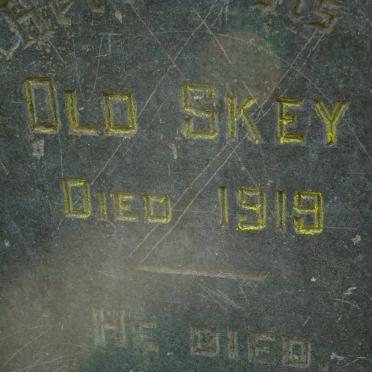 OLD SKEY
DIED 1919
HE DIED.